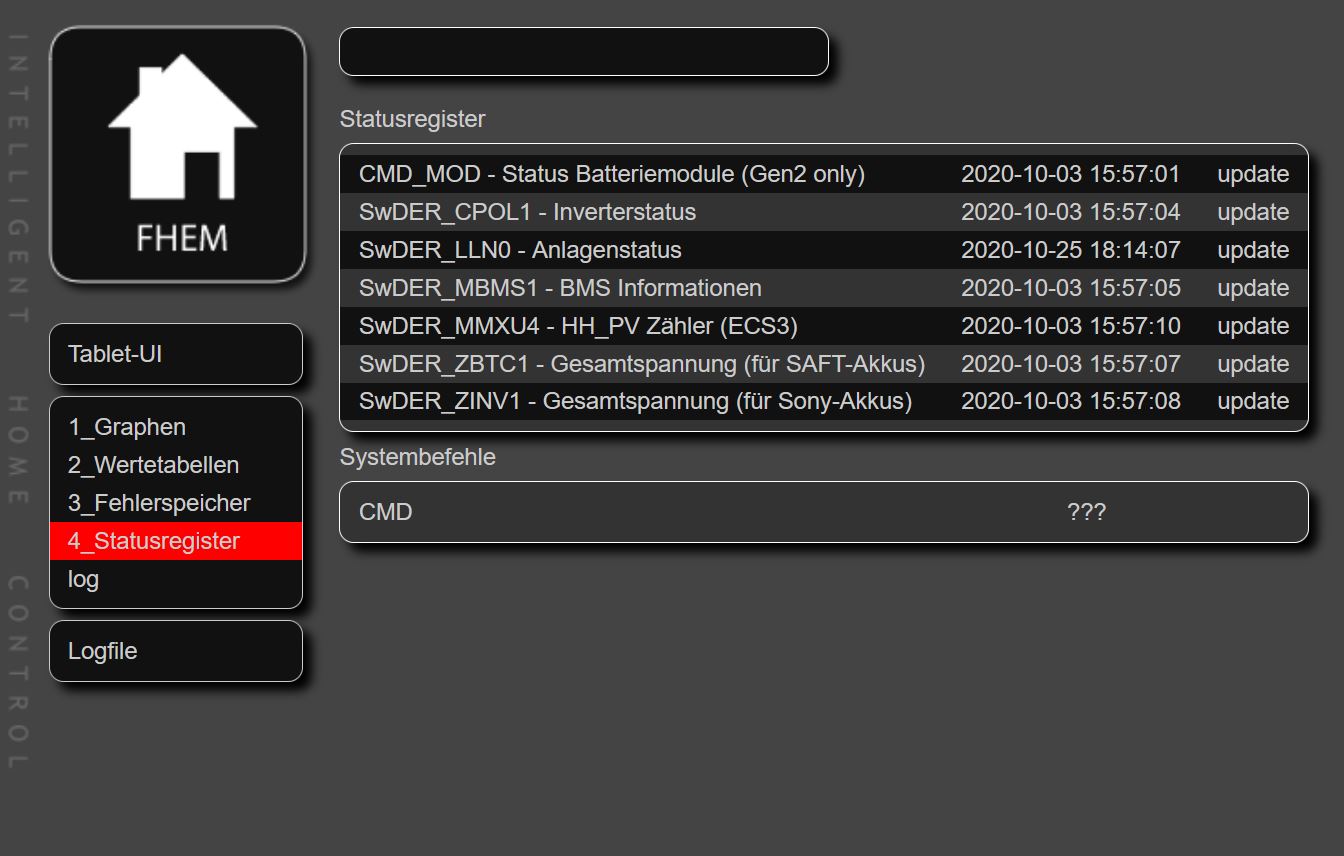 INTELLIGENT HOME CONTROL
FHEM
Tablet-UI
1_Graphen
2_Wertetabellen
3_Fehlerspeicher
4_Statusregister
log
Logfile
Statusregister
CMD_MOD - Status Batteriemodule (Gen2 only) 2020-10-03 15:57:01 update
SwDER_CPOL1 - Inverterstatus 2020-10-03 15:57:04 update
SwDER_LLN0 - Anlagenstatus 2020-10-25 18:14:07 update
SwDER_MBMS1 - BMS Informationen 2020-10-03 15:57:05 update
SwDER_MMXU4 - HH_PV Zähler (ECS3) 2020-10-03 15:57:10 update
SwDER_ZBTC1 - Gesamtspannung (für SAFT-Akkus) 2020-10-03 15:57:07 update
SwDER_ZINV1 - Gesamtspannung (für Sony-Akkus) 2020-10-03 15:57:08 update
Systembefehle
CMD ???